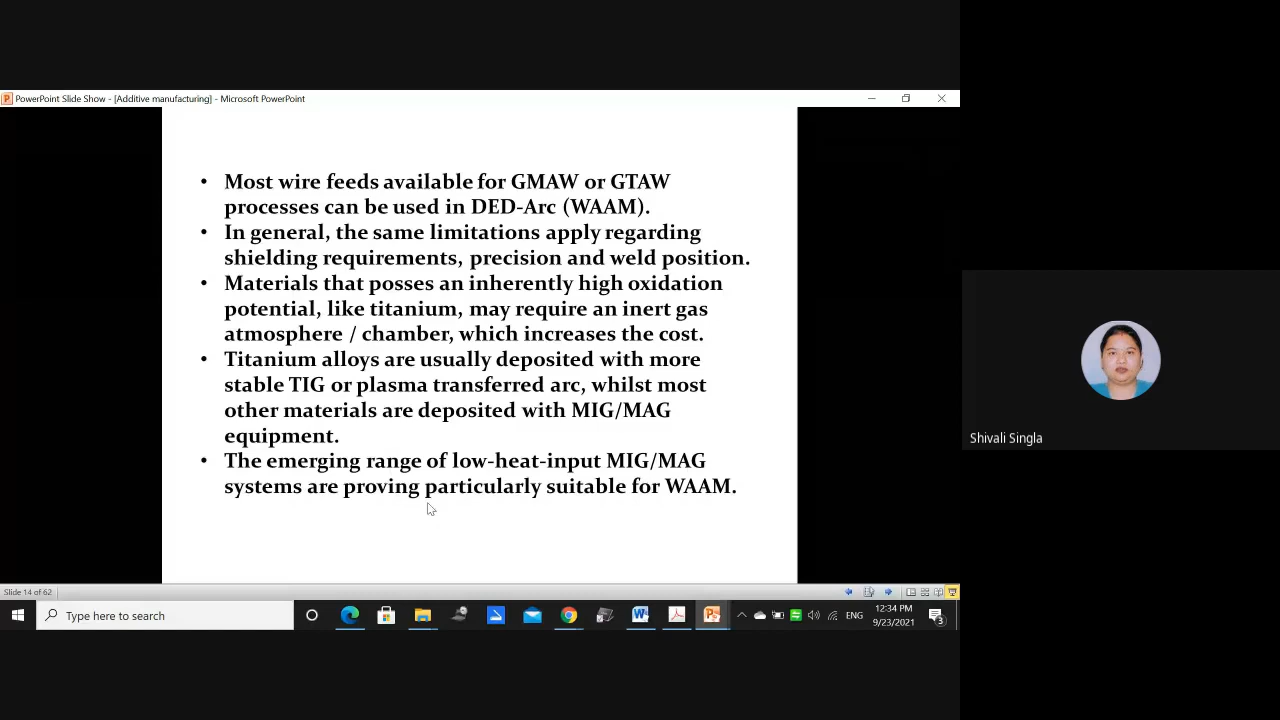 PowerPoint Slide Show - [Additive manufacturing] - Microsoft PowerPoint
• Most wire feeds available for GMAW or GTAW
processes can be used in DED-Arc (WAAM).
• In general, the same limitations apply regarding
shielding requirements, precision and weld position.
• Materials that posses an inherently high oxidation
potential, like titanium, may require an inert gas
atmosphere / chamber, which increases the cost.
• Titanium alloys are usually deposited with more
stable TIG or plasma transferred arc, whilst most
other materials are deposited with MIG/MAG
equipment.
• The emerging range of low-heat-input MIG/MAG
systems are proving particularly suitable for WAAM.
Shivali Singla
Slide 14 of 62
Type here to search
ENG
12:34 PM
9/23/2021
3